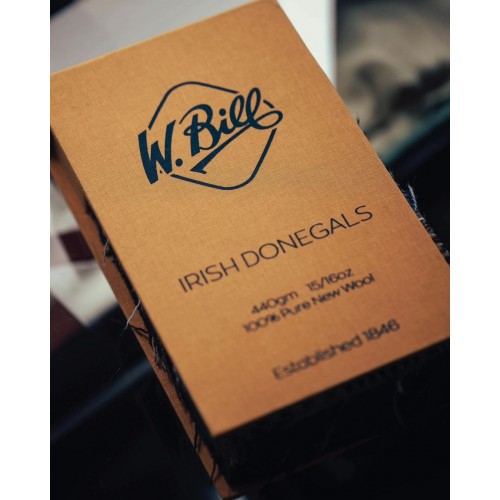 W. Bill
IRISH DONEGALS
440gm 15/16oz
100% Pure New Wool
Established 1846